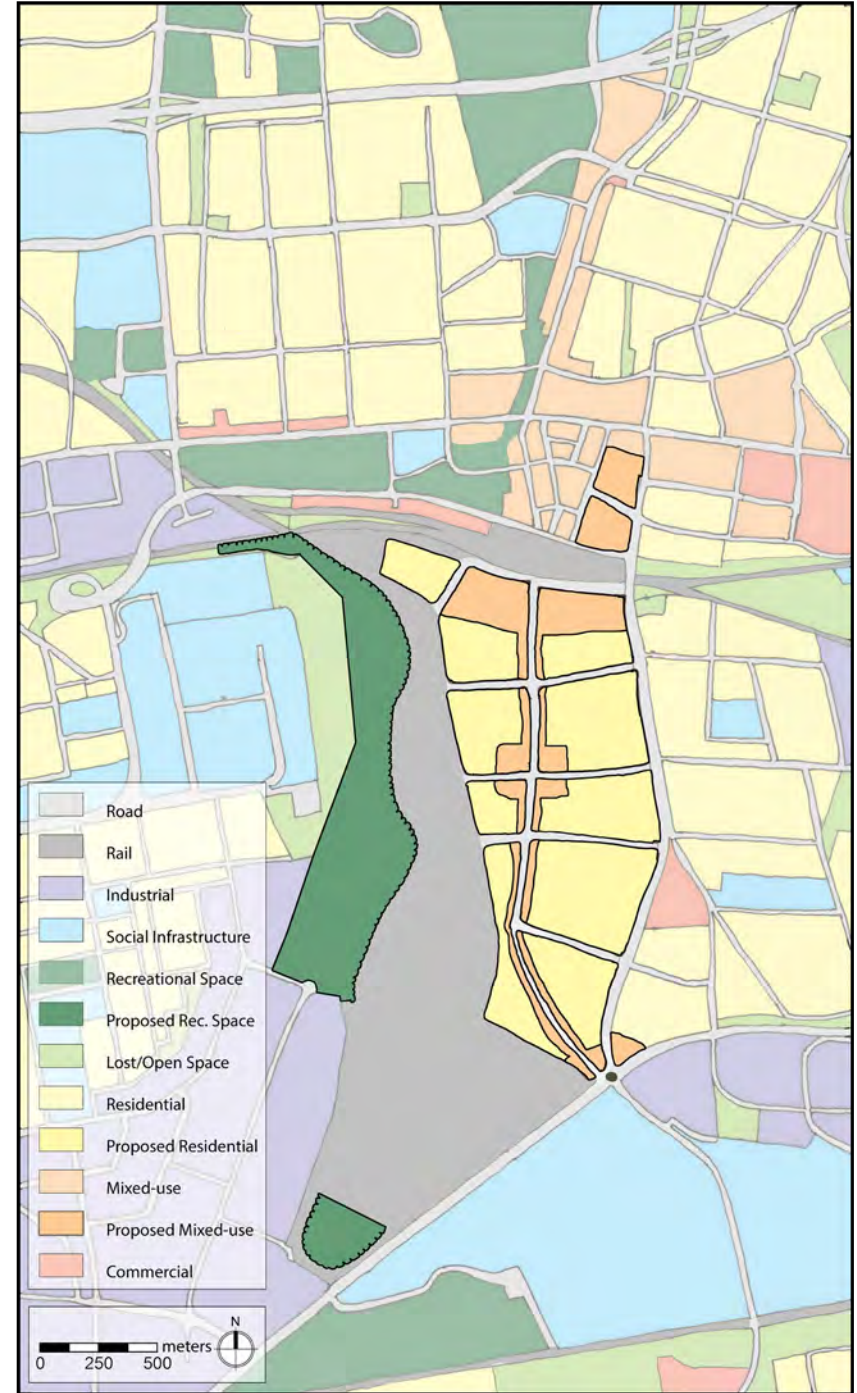 Road
Rail
Industrial
Social Infrastructure
Recreational Space
Proposed Rec. Space
Lost/Open Space
Residential
Proposed Residential
Mixed-use
Proposed Mixed-use
Commercial
N
meters
0 250 500